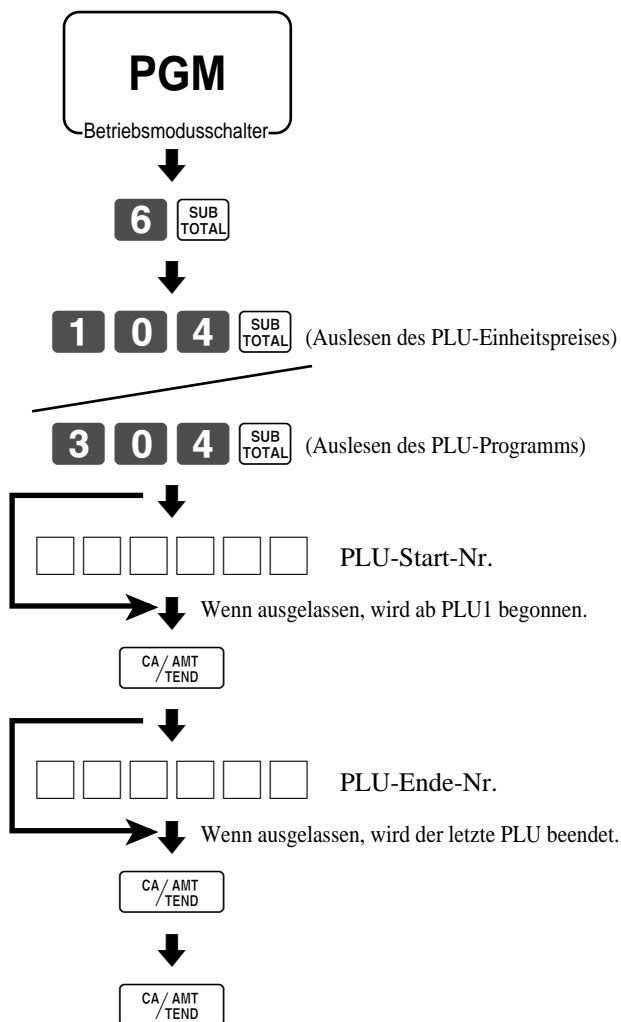 PGM
Betriebsmodusschalter
6 SUB TOTAL
1 0 4 SUB TOTAL (Auslesen des PLU-Einheitspreises)
3 0 4 SUB TOTAL (Auslesen des PLU-Programms)
PLU-Start-Nr.
Wenn ausgelassen, wird ab PLU1 begonnen.
CA/AMT TEND
PLU-Ende-Nr.
Wenn ausgelassen, wird der letzte PLU beendet.
CA/AMT TEND
CA/AMT TEND